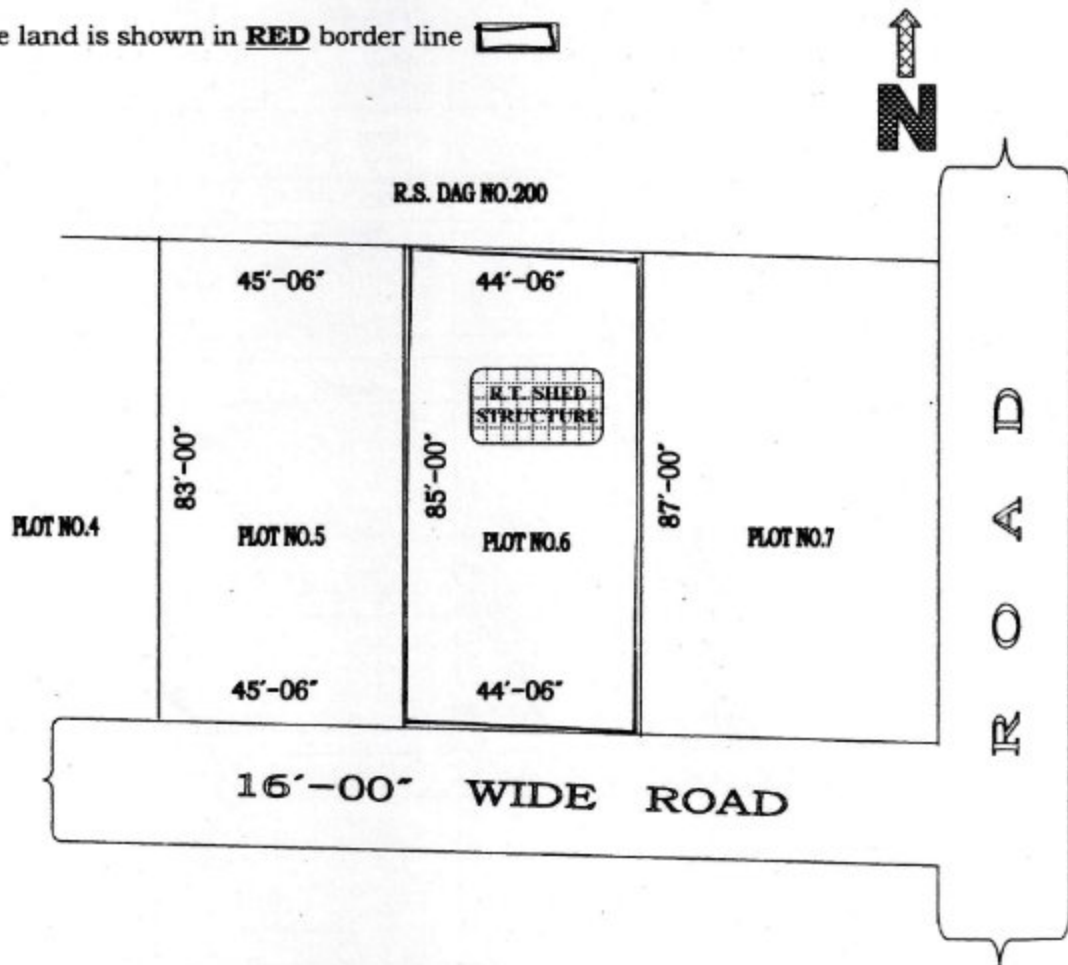 e land is shown in RED border line
N
R.S. DAG NO.200
45'-06" 44'-06"
R.T. SHED
STRUCTURE
83'-00" 85'-00" 87'-00"
PLOT NO.4 PLOT NO.5 PLOT NO.6 PLOT NO.7
45'-06" 44'-06"
16'-00" WIDE ROAD
ROAD